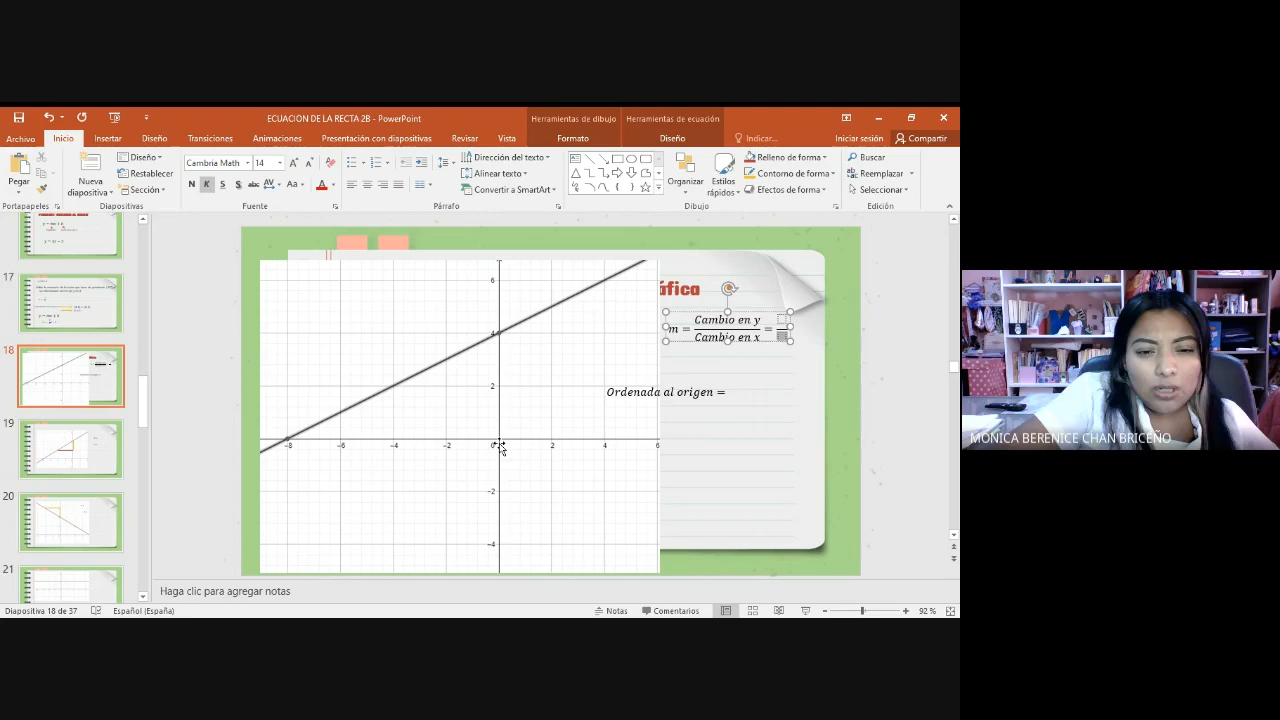 ECUACION DE LA RECTA 2B - PowerPoint
Herramientas de dibujo
Herramientas de ecuación
Archivo
Inicio
Insertar
Diseño
Transiciones
Animaciones
Presentación con diapositivas
Revisar
Vista
Formato
Diseño
Indicar...
Iniciar sesión
Compartir
Pegar
Portapapeles
Nueva
diapositiva
Diseño
Restablecer
Sección
Diapositivas
Cambria Math
14
N K S S abc AV Aa A
Fuente
Dirección del texto
Alinear texto
Convertir a SmartArt
Párrafo
Organizar
Estilos
rápidos
Relleno de forma
Contorno de forma
Efectos de forma
Dibujo
Buscar
Reemplazar
Seleccionar
Edición
17
18
19
20
21
6
4
2
-8 -6 -4 -2 0 2 4 6
-2
-4
áfica
m = Cambio en y / Cambio en x =
Ordenada al origen =
Haga clic para agregar notas
Diapositiva 18 de 37
Español (España)
Notas
Comentarios
92 %
MONICA BERENICE CHAN BRICEÑO